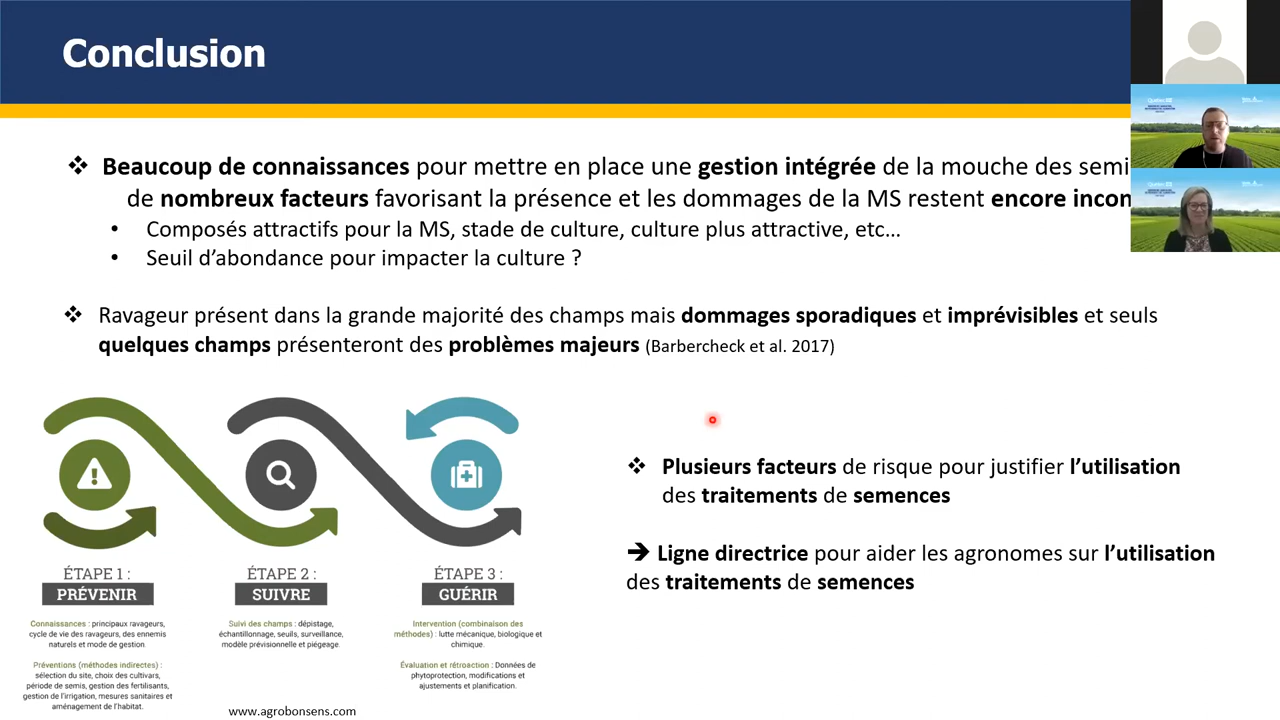 Conclusion
Québec
❖ Beaucoup de connaissances pour mettre en place une gestion intégrée de la mouche des semi
de nombreux facteurs favorisant la présence et les dommages de la MS restent encore incon
• Composés attractifs pour la MS, stade de culture, culture plus attractive, etc…
• Seuil d’abondance pour impacter la culture ?
❖ Ravageur présent dans la grande majorité des champs mais dommages sporadiques et imprévisibles et seuls
quelques champs présenteront des problèmes majeurs (Barbercheck et al. 2017)
❖ Plusieurs facteurs de risque pour justifier l’utilisation
des traitements de semences
➔ Ligne directrice pour aider les agronomes sur l’utilisation
des traitements de semences
ÉTAPE 1 :
PRÉVENIR
Connaissances : principaux ravageurs,
cycle de vie des ravageurs, des ennemis
naturels et mode de gestion
Préventions (méthodes indirectes) :
sélection du site, choix des cultivars,
période de semis, gestion des fertilisants,
gestion de l'irrigation, mesures sanitaires et
aménagement de l'habitat.
ÉTAPE 2 :
SUIVRE
Suivi des champs : dépistage,
échantillonnage, seuils, surveillance,
modèle prévisionnelle et piégeage.
ÉTAPE 3 :
GUÉRIR
Intervention (combinaison des
méthodes) : lutte mécanique, biologique et
chimique.
Évaluation et rétroaction : Données de
phytoprotection, modifications et
ajustements et planification.
www.agrobonsens.com